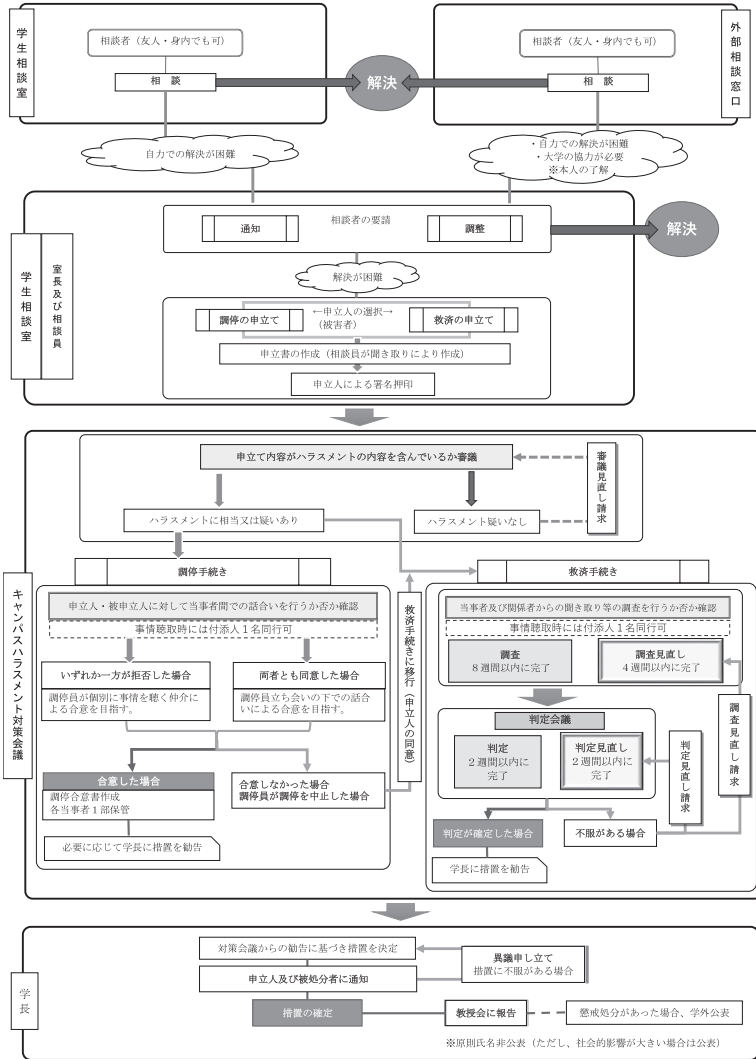 学生相談室
相談者（友人・身内でも可）
相　談
解決
外部相談窓口
相談者（友人・身内でも可）
相　談
自力での解決が困難
・自力での解決が困難
・大学の協力が必要
※本人の了解
学生相談室
室長及び相談員
相談者の要請
通知
調整
解決
解決が困難
調停の申立て
←申立人の選択→
（被害者）
救済の申立て
申立書の作成（相談員が聞き取りにより作成）
申立人による署名押印
キャンパスハラスメント対策会議
申立て内容がハラスメントの内容を含んでいるか審議
審議見直し請求
ハラスメントに相当又は疑いあり
ハラスメント疑いなし
調停手続き
申立人・被申立人に対して当事者間での話合いを行うか否か確認
事情聴取時には付添人１名同行可
いずれか一方が拒否した場合
調停員が個別に事情を聴く仲介
による合意を目指す。
両者とも同意した場合
調停員立ち会いの下での話合
いによる合意を目指す。
合意した場合
調停合意書作成
各当事者１部保管
合意しなかった場合
調停員が調停を中止した場合
必要に応じて学長に措置を勧告
救済手続きに移行（申立人の同意）
救済手続き
当事者及び関係者からの聞き取り等の調査を行うか否か確認
事情聴取時には付添人１名同行可
調査
８週間以内に完了
調査見直し
４週間以内に完了
判定会議
判定
２週間以内に
完了
判定見直し
２週間以内に
完了
判定見直し請求
調査見直し請求
判定が確定した場合
不服がある場合
学長に措置を勧告
学長
対策会議からの勧告に基づき措置を決定
異議申し立て
措置に不服がある場合
申立人及び被処分者に通知
措置の確定
教授会に報告
懲戒処分があった場合、学外公表
※原則氏名非公表（ただし、社会的影響が大きい場合は公表）